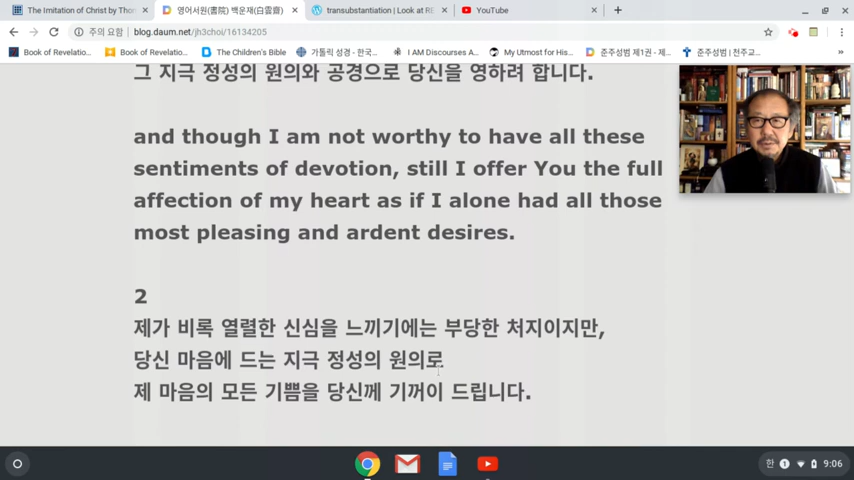 The Imitation of Christ by Thom
영어서원(書院) 백운재(白雲齋)
transubstantiation | Look at RE
YouTube
주의 요함 | blog.daum.net/jh3choi/16134205
Book of Revelatio...
Book of Revelatio...
The Children's Bible
가톨릭 성경 - 한국...
I AM Discourses A...
My Utmost for His...
준주성범 제1권 - 제...
준주성범 | 천주교...
그 지극 정성의 원의와 공경으로 당신을 영하려 합니다.
and though I am not worthy to have all these
sentiments of devotion, still I offer You the full
affection of my heart as if I alone had all those
most pleasing and ardent desires.
2
제가 비록 열렬한 신심을 느끼기에는 부당한 처지이지만,
당신 마음에 드는 지극 정성의 원의로
제 마음의 모든 기쁨을 당신께 기꺼이 드립니다.
한 1 9:06